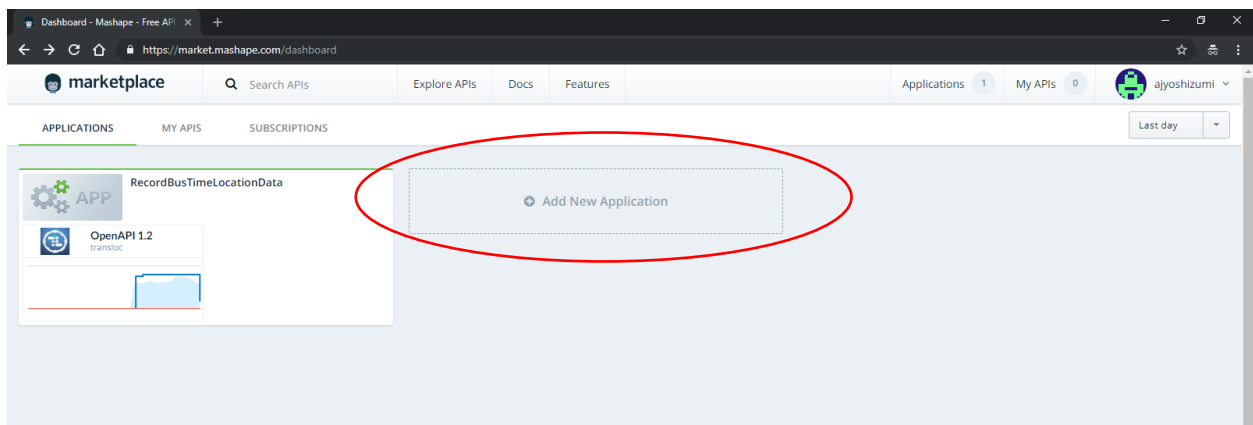 Dashboard - Mashape - Free API
https://market.mashape.com/dashboard
marketplace Search APIs Explore APIs Docs Features Applications 1 My APIs 0 ajyoshizumi
APPLICATIONS MY APIS SUBSCRIPTIONS Last day
APP RecordBusTimeLocationData
Add New Application
OpenAPI 1.2
transloc